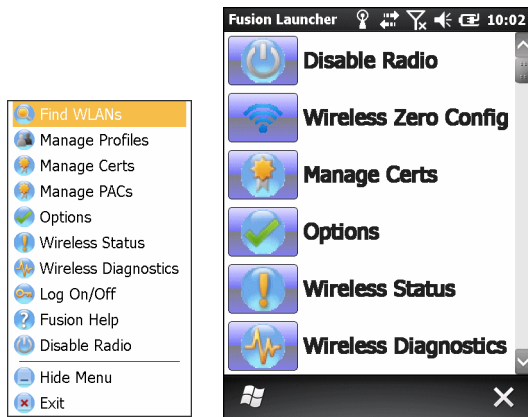 Find WLANs
Manage Profiles
Manage Certs
Manage PACs
Options
Wireless Status
Wireless Diagnostics
Log On/Off
Fusion Help
Disable Radio
Hide Menu
Exit
Fusion Launcher 10:02
Disable Radio
Wireless Zero Config
Manage Certs
Options
Wireless Status
Wireless Diagnostics